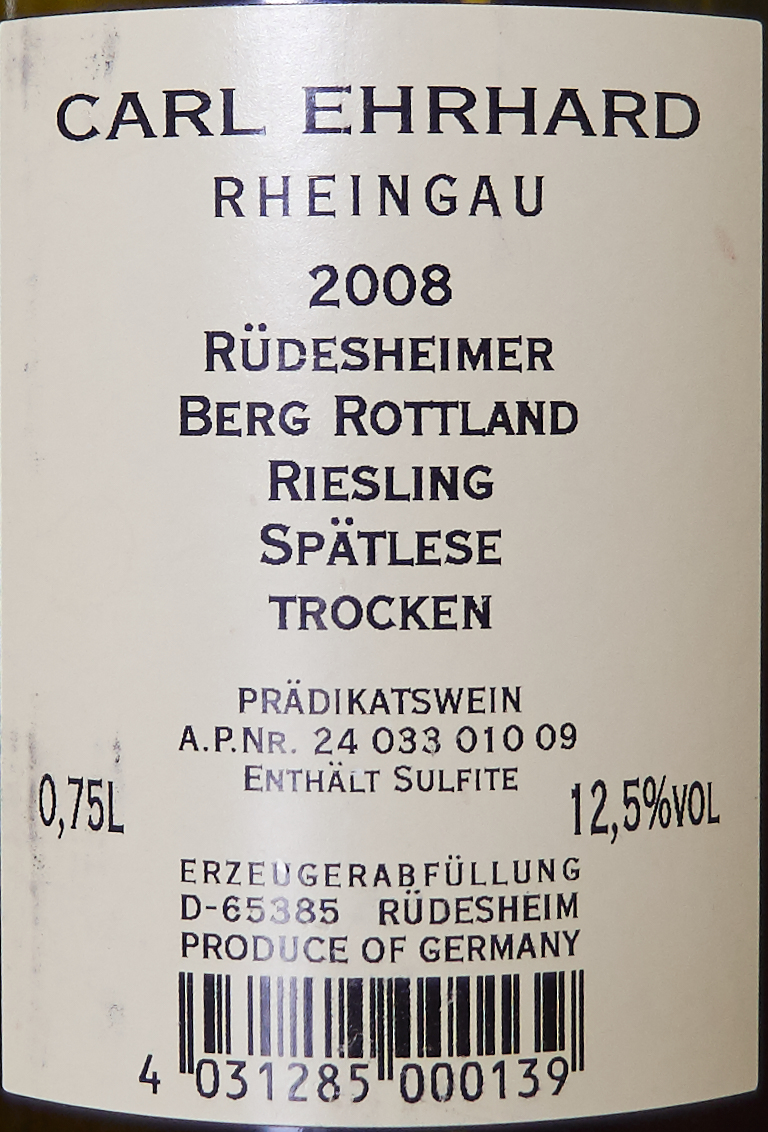 CARL EHRHARD
RHEINGAU
2008
RÜDESHEIMER
BERG ROTTLAND
RIESLING
SPÄTLESE
TROCKEN
PRÄDIKATSWEIN
A.P.NR. 24 033 010 09
ENTHÄLT SULFITE
0,75L
12,5%VOL
ERZEUGERABFÜLLUNG
D-65385 RÜDESHEIM
PRODUCE OF GERMANY
4 031285 000139